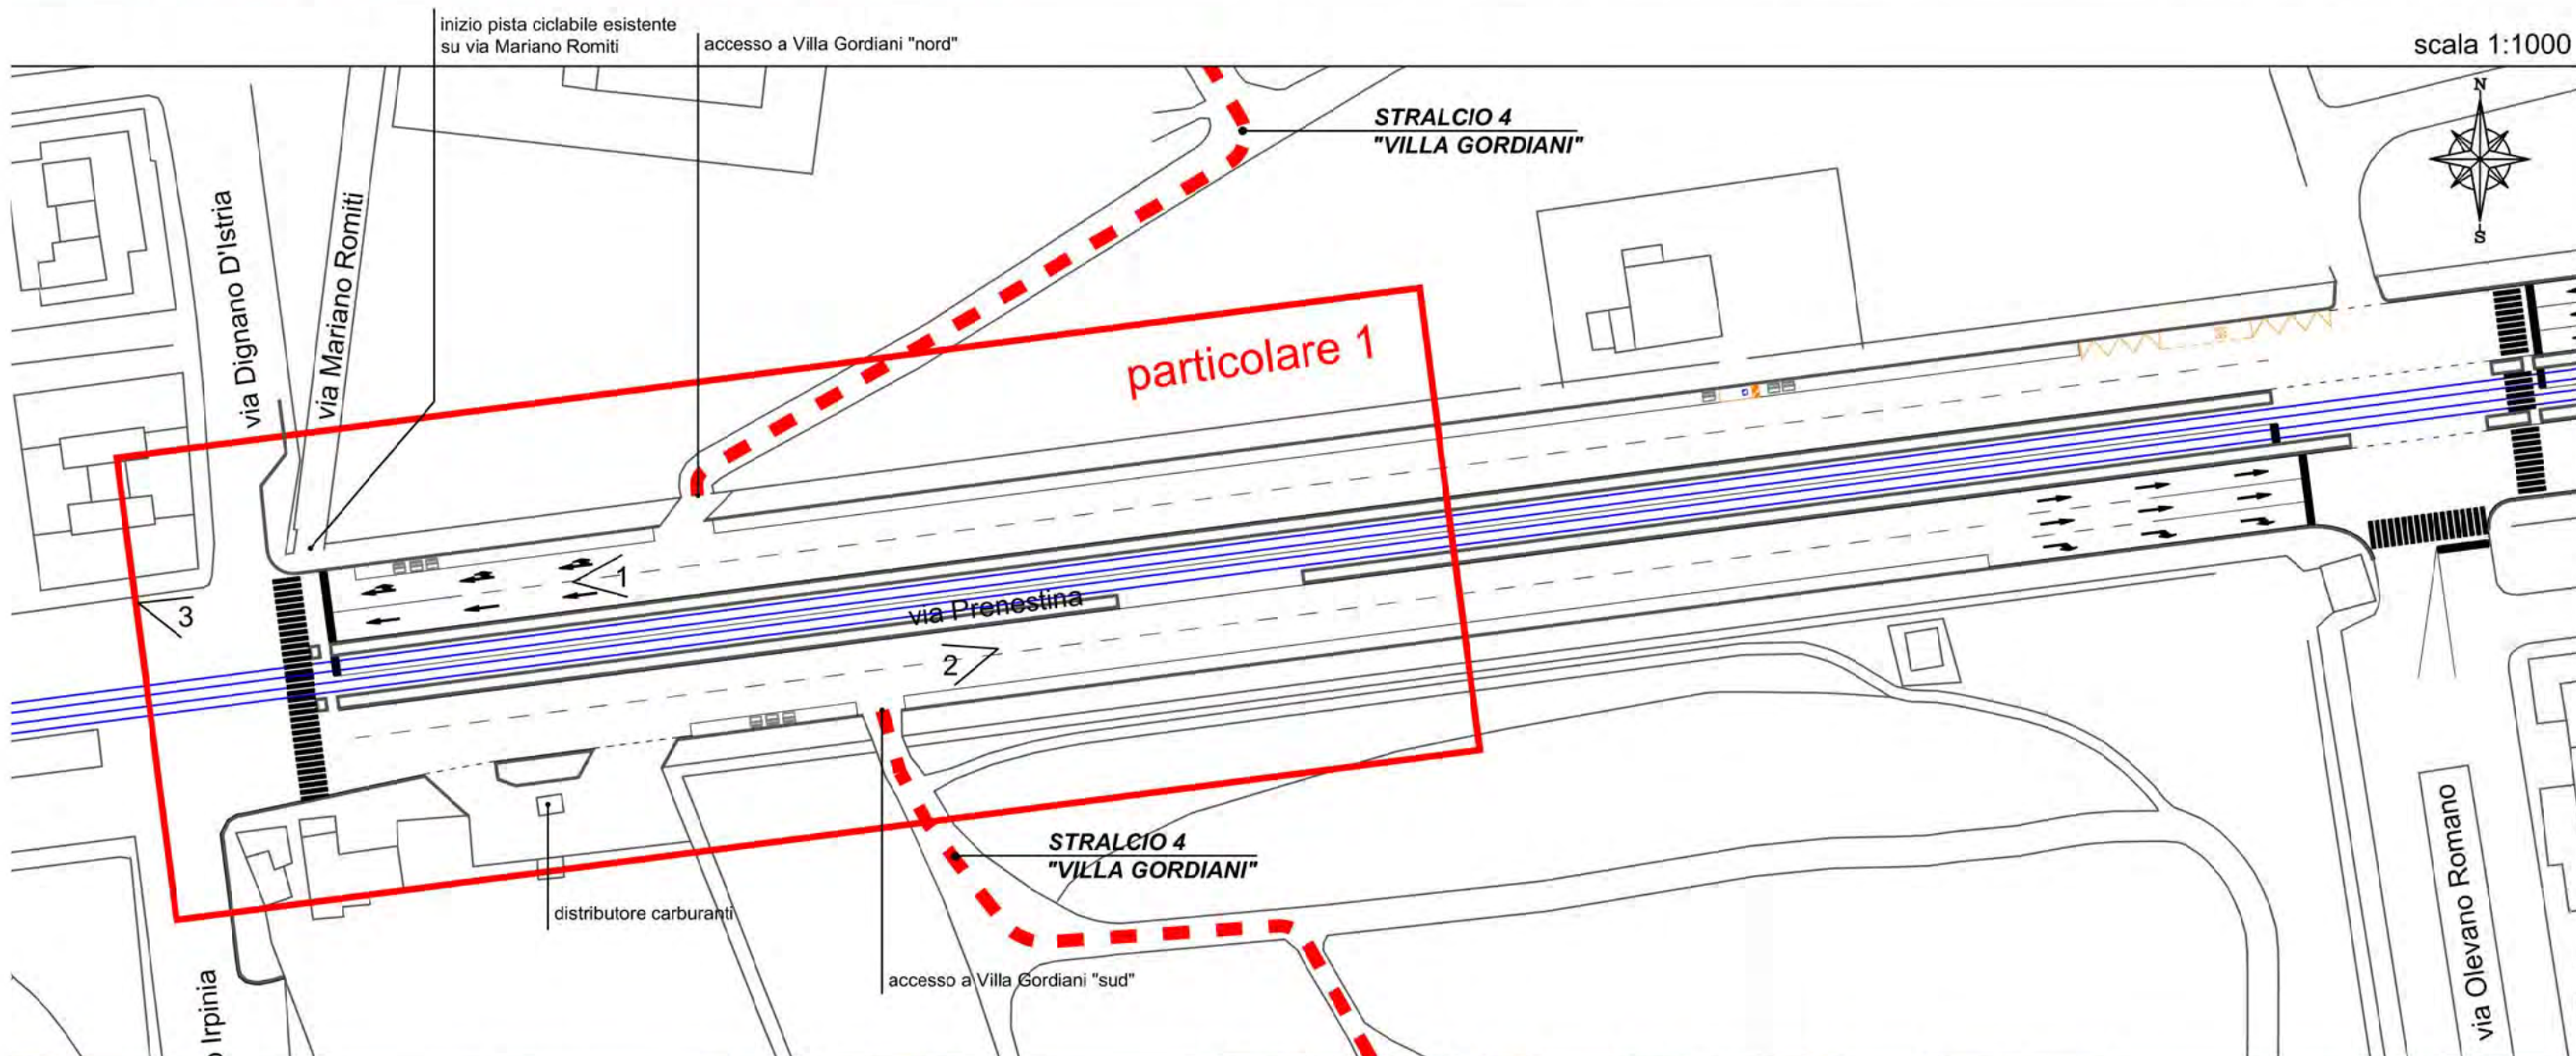 inizio pista ciclabile esistente
su via Mariano Romiti
accesso a Villa Gordiani "nord"
scala 1:1000
N
S
STRALCIO 4
"VILLA GORDIANI"
via Dignano D'Istria
via Mariano Romiti
particolare 1
1
3
via Prenestina
2
STRALCIO 4
"VILLA GORDIANI"
distributore carburanti
accesso a Villa Gordiani "sud"
Irpinia
via Olevano Romano